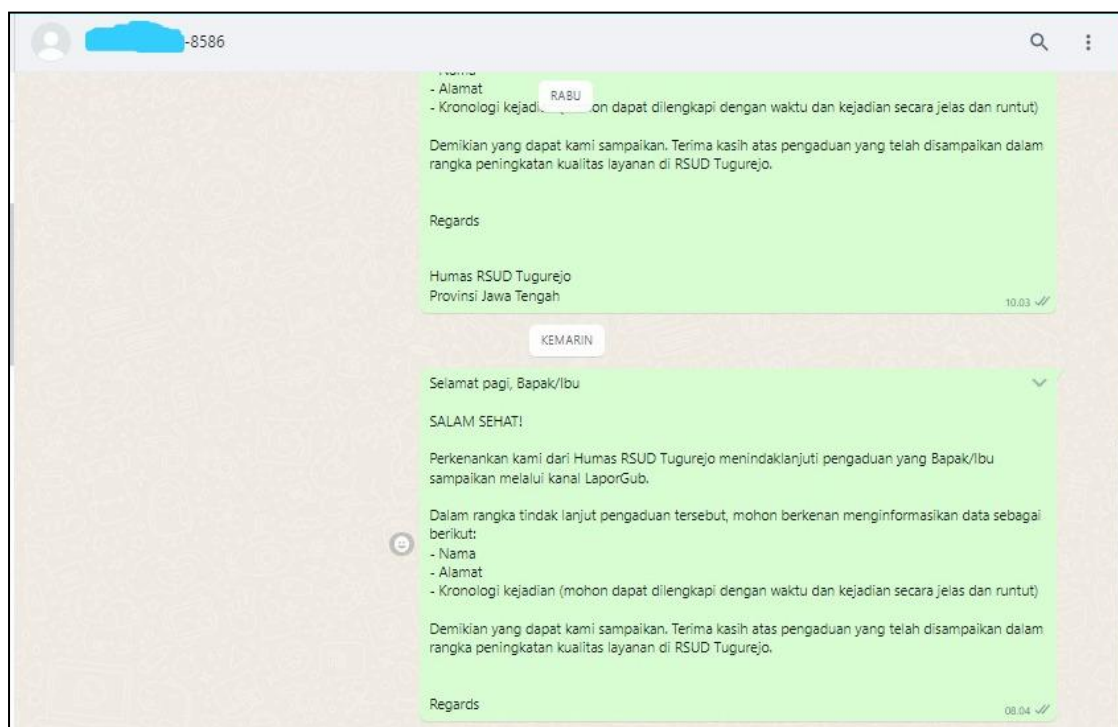 -8586
- Alamat
RABU
- Kronologi kejadi on dapat dilengkapi dengan waktu dan kejadian secara jelas dan runtut)
Demikian yang dapat kami sampaikan. Terima kasih atas pengaduan yang telah disampaikan dalam
rangka peningkatan kualitas layanan di RSUD Tugurejo.
Regards
Humas RSUD Tugurejo
Provinsi Jawa Tengah
10.03
KEMARIN
Selamat pagi, Bapak/Ibu
SALAM SEHAT!
Perkenankan kami dari Humas RSUD Tugurejo menindaklanjuti pengaduan yang Bapak/Ibu
sampaikan melalui kanal LaporGub.
Dalam rangka tindak lanjut pengaduan tersebut, mohon berkenan menginformasikan data sebagai
berikut:
- Nama
- Alamat
- Kronologi kejadian (mohon dapat dilengkapi dengan waktu dan kejadian secara jelas dan runtut)
Demikian yang dapat kami sampaikan. Terima kasih atas pengaduan yang telah disampaikan dalam
rangka peningkatan kualitas layanan di RSUD Tugurejo.
Regards
08.04